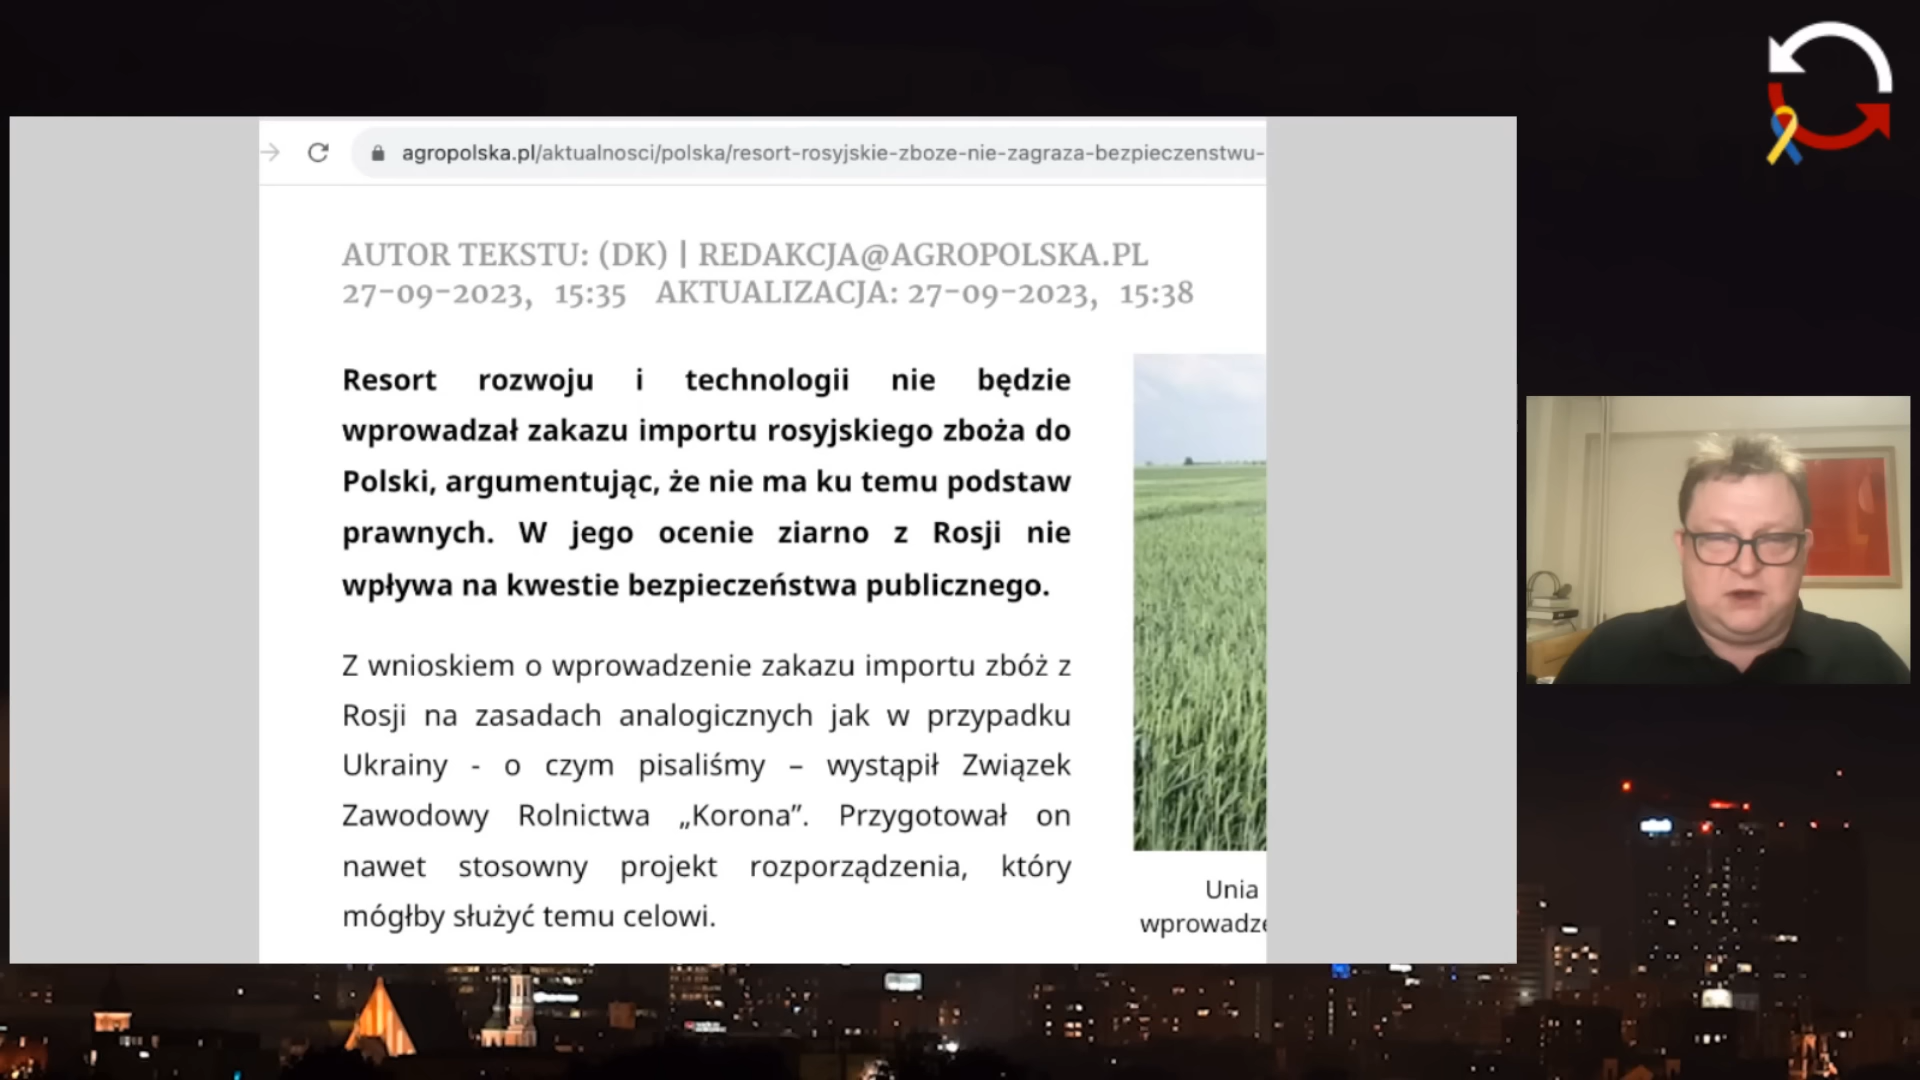 agropolska.pl/aktualnosci/polska/resort-rosyjskie-zboze-nie-zagraza-bezpieczenstwu-
AUTOR TEKSTU: (DK) | REDAKCJA@AGROPOLSKA.PL
27-09-2023, 15:35 AKTUALIZACJA: 27-09-2023, 15:38
Resort rozwoju i technologii nie będzie
wprowadzał zakazu importu rosyjskiego zboża do
Polski, argumentując, że nie ma ku temu podstaw
prawnych. W jego ocenie ziarno z Rosji nie
wpływa na kwestie bezpieczeństwa publicznego.
Z wnioskiem o wprowadzenie zakazu importu zbóż z
Rosji na zasadach analogicznych jak w przypadku
Ukrainy - o czym pisaliśmy – wystąpił Związek
Zawodowy Rolnictwa „Korona”. Przygotował on
nawet stosowny projekt rozporządzenia, który
mógłby służyć temu celowi.
Unia
wprowadze